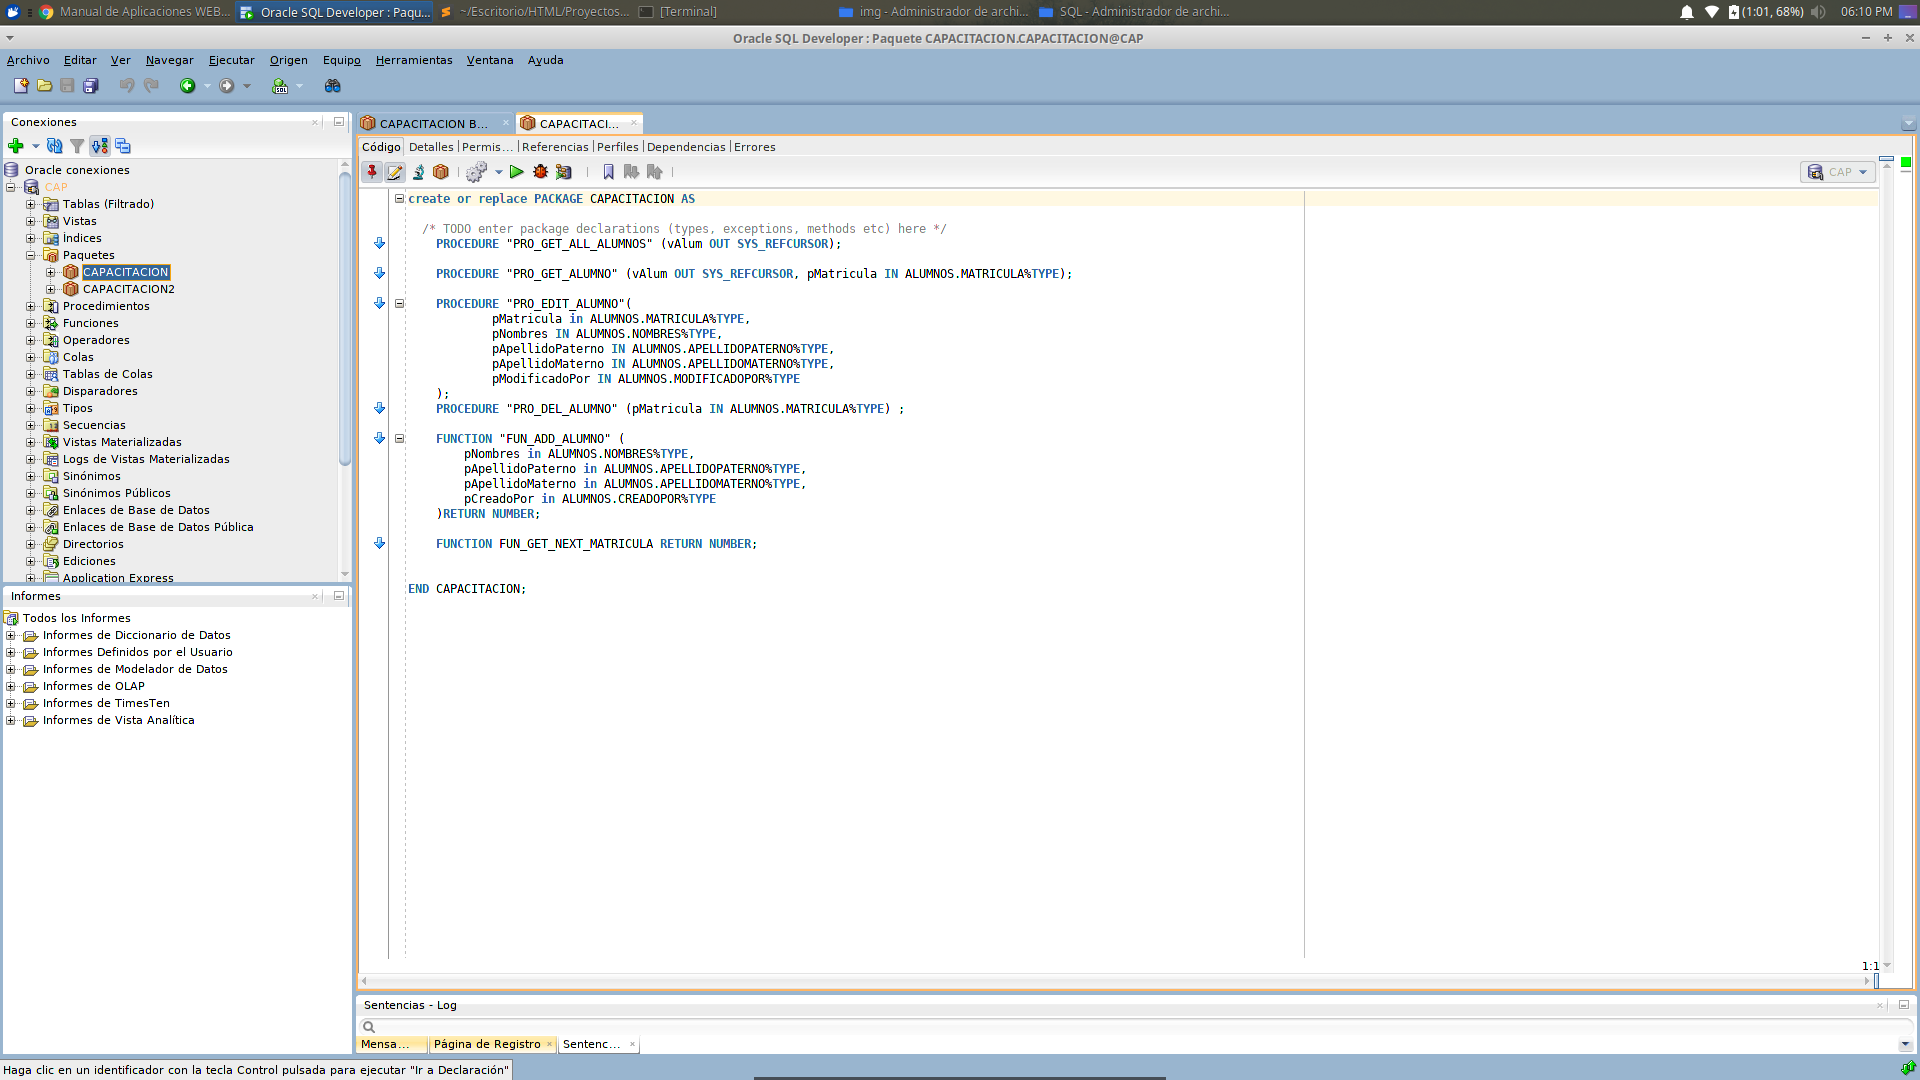 Manual de Aplicaciones WEB...
Oracle SQL Developer : Paqu...
~/Escritorio/HTML/Proyectos...
[Terminal]
img - Administrador de archi...
SQL - Administrador de archi...
(1:01, 68%)
06:10 PM
Oracle SQL Developer : Paquete CAPACITACION.CAPACITACION@CAP
Archivo Editar Ver Navegar Ejecutar Origen Equipo Herramientas Ventana Ayuda
Conexiones
Oracle conexiones
CAP
Tablas (Filtrado)
Vistas
Índices
Paquetes
CAPACITACION
CAPACITACION2
Procedimientos
Funciones
Operadores
Colas
Tablas de Colas
Disparadores
Tipos
Secuencias
Vistas Materializadas
Logs de Vistas Materializadas
Sinónimos
Sinónimos Públicos
Enlaces de Base de Datos
Enlaces de Base de Datos Pública
Directorios
Ediciones
Application Express
Informes
Todos los Informes
Informes de Diccionario de Datos
Informes Definidos por el Usuario
Informes de Modelador de Datos
Informes de OLAP
Informes de TimesTen
Informes de Vista Analítica
CAPACITACION B...
CAPACITACI...
Código Detalles Permis... Referencias Perfiles Dependencias Errores
CAP
create or replace PACKAGE CAPACITACION AS
/* TODO enter package declarations (types, exceptions, methods etc) here */
PROCEDURE "PRO_GET_ALL_ALUMNOS" (vAlum OUT SYS_REFCURSOR);
PROCEDURE "PRO_GET_ALUMNO" (vAlum OUT SYS_REFCURSOR, pMatricula IN ALUMNOS.MATRICULA%TYPE);
PROCEDURE "PRO_EDIT_ALUMNO"(
pMatricula in ALUMNOS.MATRICULA%TYPE,
pNombres IN ALUMNOS.NOMBRES%TYPE,
pApellidoPaterno IN ALUMNOS.APELLIDOPATERNO%TYPE,
pApellidoMaterno IN ALUMNOS.APELLIDOMATERNO%TYPE,
pModificadoPor IN ALUMNOS.MODIFICADOPOR%TYPE
);
PROCEDURE "PRO_DEL_ALUMNO" (pMatricula IN ALUMNOS.MATRICULA%TYPE) ;
FUNCTION "FUN_ADD_ALUMNO" (
pNombres in ALUMNOS.NOMBRES%TYPE,
pApellidoPaterno in ALUMNOS.APELLIDOPATERNO%TYPE,
pApellidoMaterno in ALUMNOS.APELLIDOMATERNO%TYPE,
pCreadoPor in ALUMNOS.CREADOPOR%TYPE
)RETURN NUMBER;
FUNCTION FUN_GET_NEXT_MATRICULA RETURN NUMBER;
END CAPACITACION;
1:1
Sentencias - Log
Mensa...
Página de Registro
Sentenc...
Haga clic en un identificador con la tecla Control pulsada para ejecutar "Ir a Declaración"